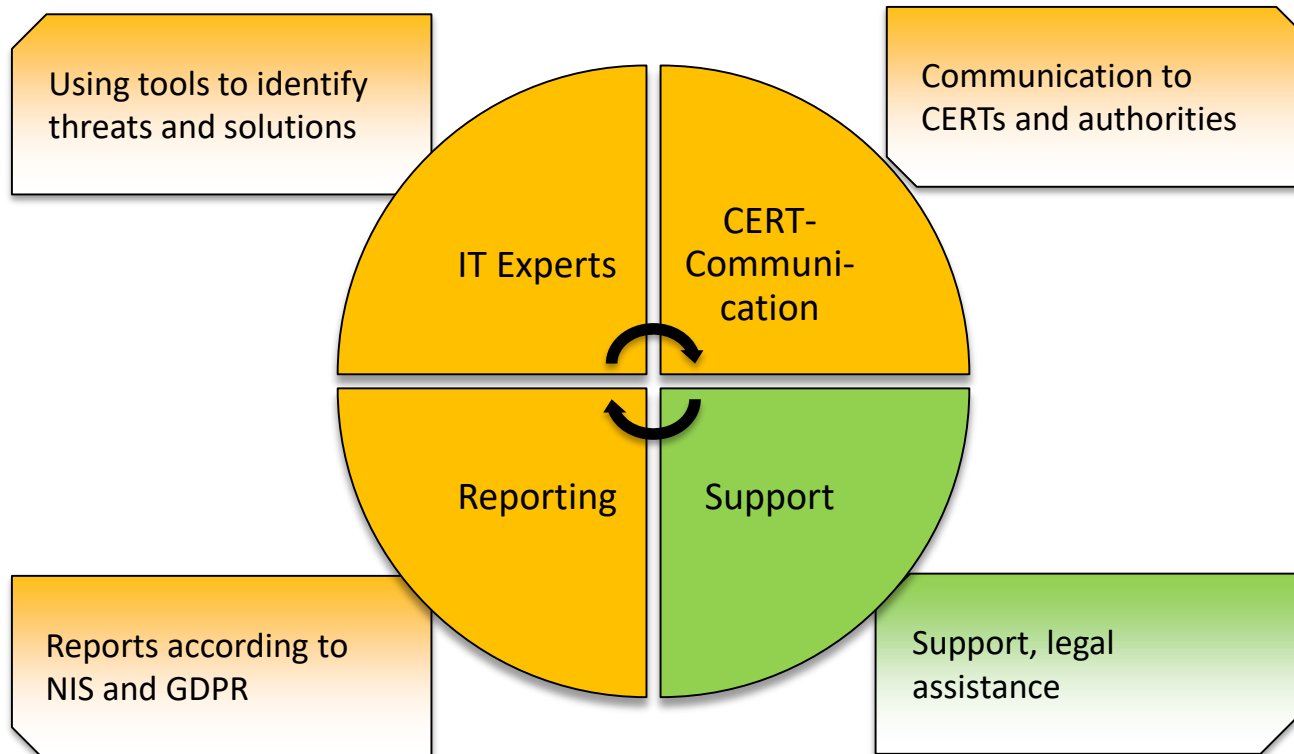 Using tools to identify
threats and solutions
Communication to
CERTs and authorities
IT Experts
CERT-
Communi-
cation
Reporting
Support
Reports according to
NIS and GDPR
Support, legal
assistance